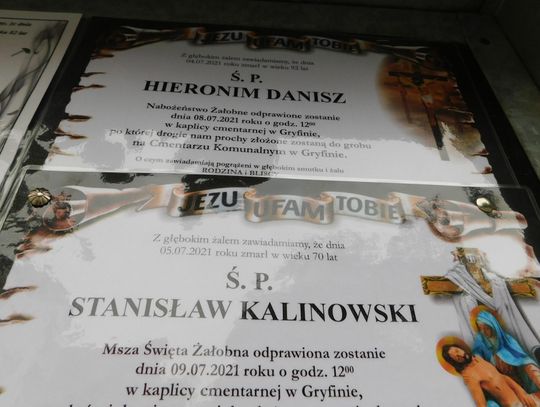 JEZU UFAM TOBIE
Z głębokim żalem zawiadamiamy, że dnia
04.07.2021 roku zmarł w wieku 92 lat
Ś. P.
HIERONIM DANISZ
Nabożeństwo Żałobne odprawione zostanie
dnia 08.07.2021 roku o godz. 12⁰⁰
w kaplicy cmentarnej w Gryfinie,
po której drogie nam prochy złożone zostaną do grobu
na Cmentarzu Komunalnym w Gryfinie.
O czym zawiadamiają pogrążeni w głębokim smutku i żalu
RODZINA i BLISCY
JEZU UFAM TOBIE
Z głębokim żalem zawiadamiamy, że dnia
05.07.2021 roku zmarł w wieku 70 lat
Ś. P.
STANISŁAW KALINOWSKI
Msza Święta Żałobna odprawiona zostanie
dnia 09.07.2021 roku o godz. 12⁰⁰
w kaplicy cmentarnej w Gryfinie,